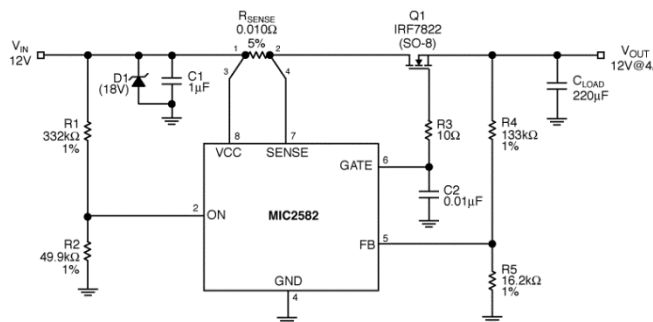 RSENSE
0.010Ω
5%
Q1
IRF7822
(SO-8)
VIN
12V
1
2
3
4
D1
(18V)
C1
1µF
VOUT
12V@4
CLOAD
220µF
R1
332kΩ
1%
R3
10Ω
R4
133kΩ
1%
8
7
VCC
SENSE
GATE
6
C2
0.01µF
2
ON
MIC2582
FB
5
R2
49.9kΩ
1%
GND
4
R5
16.2kΩ
1%